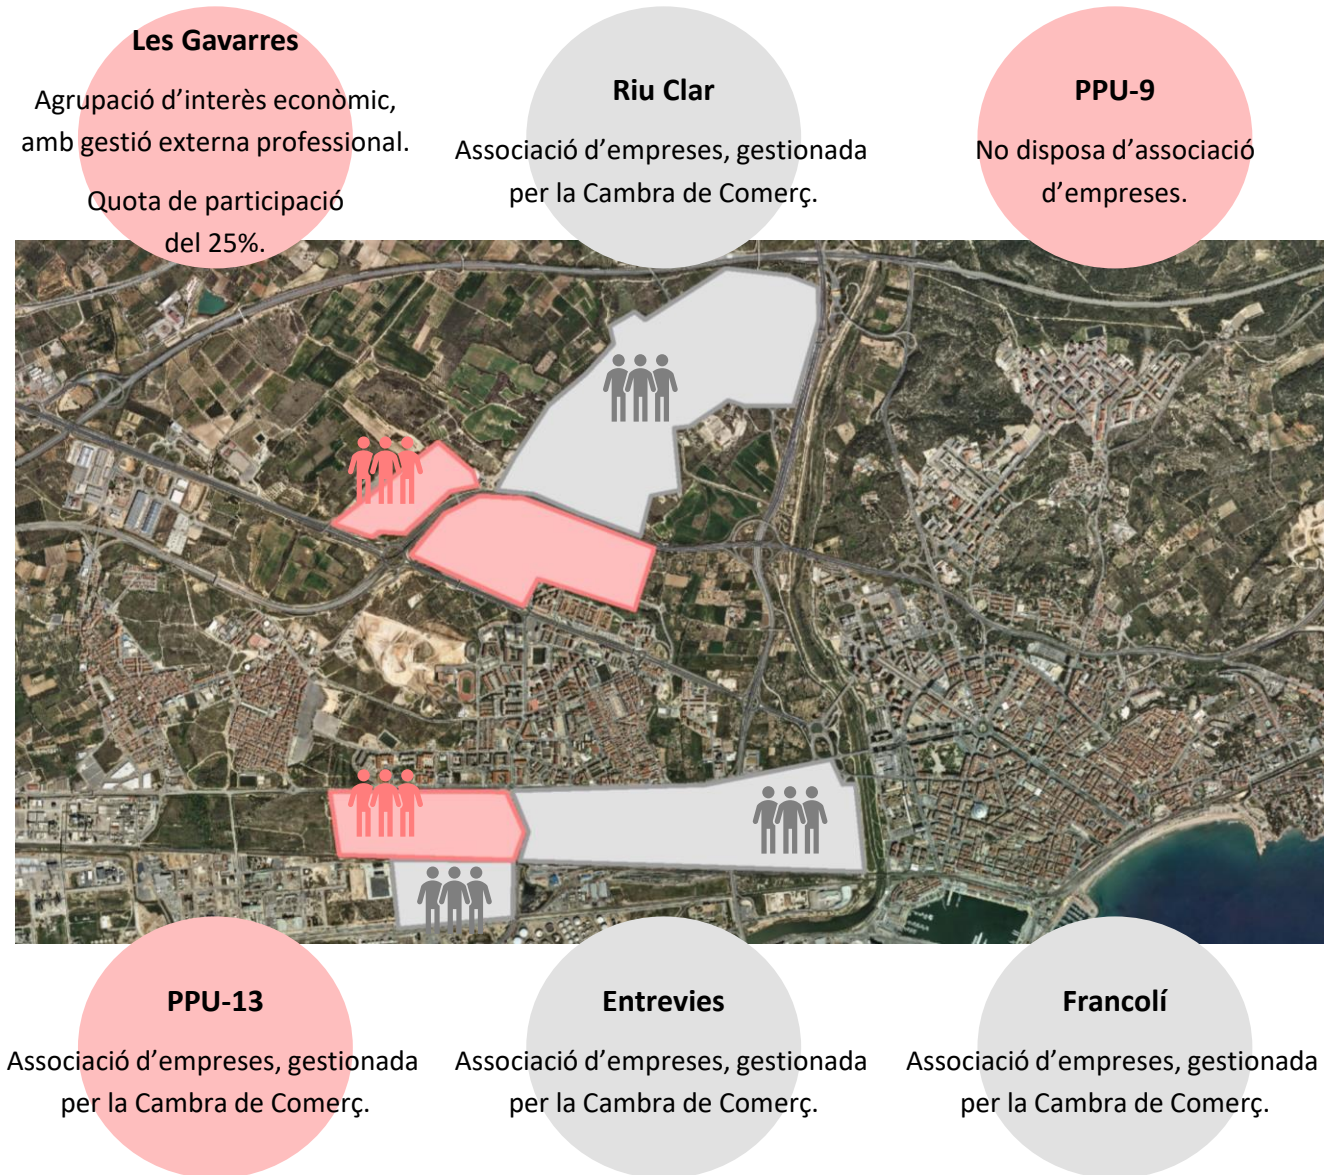 Les Gavarres
Agrupació d’interès econòmic,
amb gestió externa professional.
Quota de participació
del 25%.
Riu Clar
Associació d’empreses, gestionada
per la Cambra de Comerç.
PPU-9
No disposa d’associació
d’empreses.
PPU-13
Associació d’empreses, gestionada
per la Cambra de Comerç.
Entrevies
Associació d’empreses, gestionada
per la Cambra de Comerç.
Francolí
Associació d’empreses, gestionada
per la Cambra de Comerç.